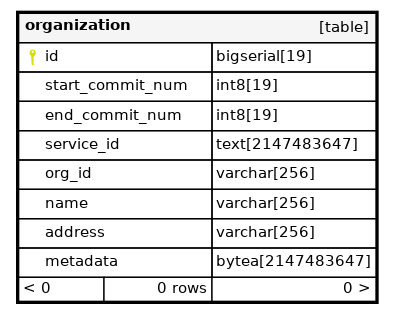 organization [table]
id bigserial[19]
start_commit_num int8[19]
end_commit_num int8[19]
service_id text[2147483647]
org_id varchar[256]
name varchar[256]
address varchar[256]
metadata bytea[2147483647]
< 0 0 rows 0 >